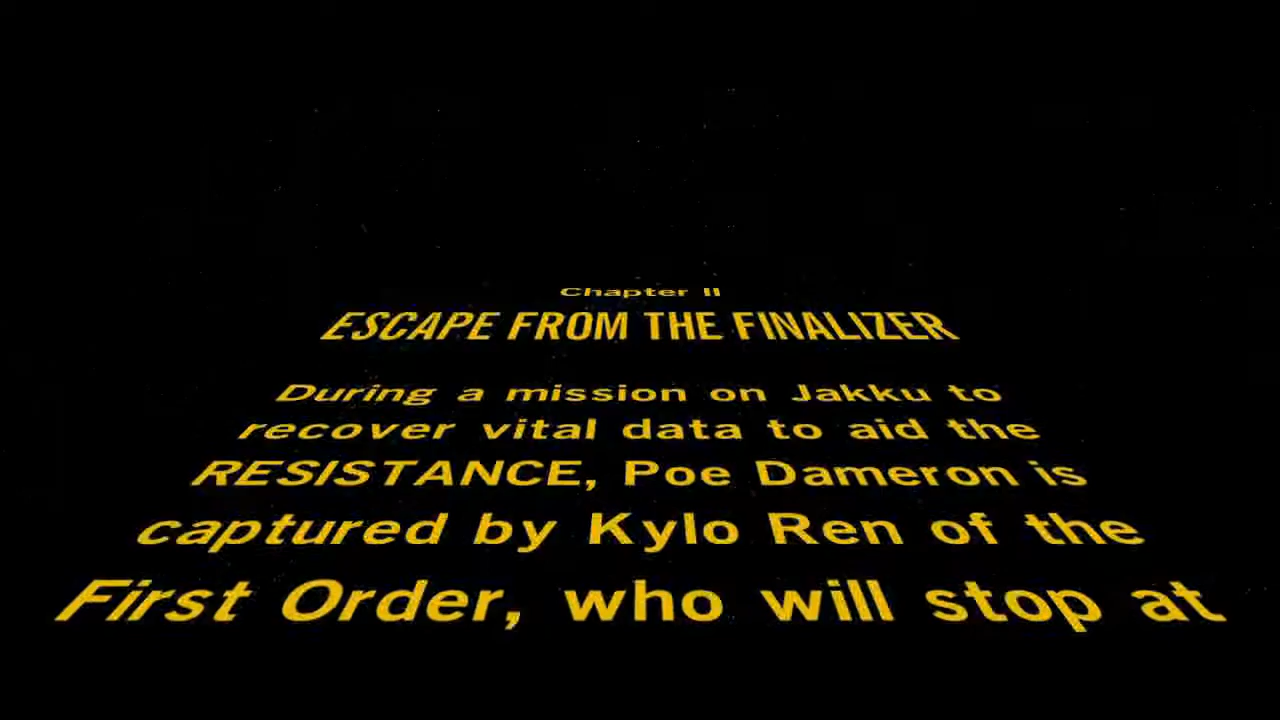 Chapter II
ESCAPE FROM THE FINALIZER
During a mission on Jakku to
recover vital data to aid the
RESISTANCE, Poe Dameron is
captured by Kylo Ren of the
First Order, who will stop at